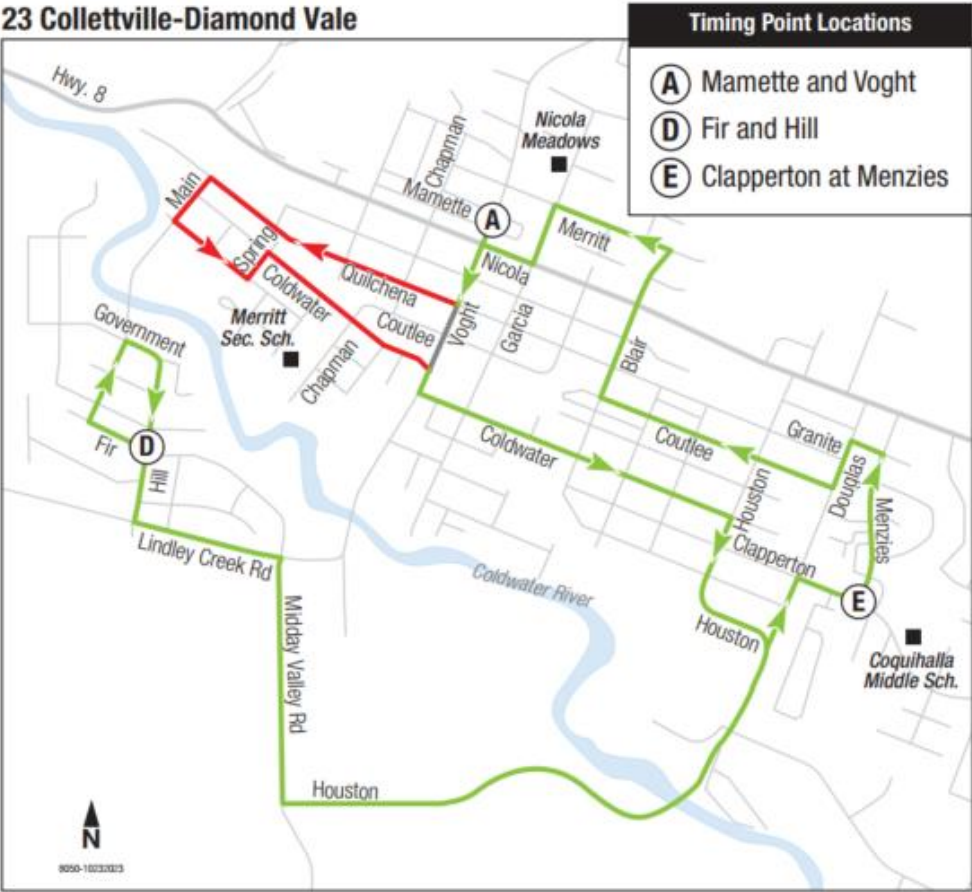 23 Collettville-Diamond Vale
Timing Point Locations
A Mamette and Voght
D Fir and Hill
E Clapperton at Menzies
Hwy. 8
Nicola
Meadows
Chapman
Mamette
A
Main
Merritt
Spring
Nicola
Quilchena
Coldwater
Voght
Garcia
Coutlee
Government
Merritt
Sec. Sch.
Chapman
Blair
Granite
Coldwater
Coutlee
Douglas
Fir
D
Hill
Houston
Menzies
Lindley Creek Rd
Clapperton
Coldwater River
E
Houston
Coquihalla
Middle Sch.
Midday Valley Rd
Houston
N
8050-10232023